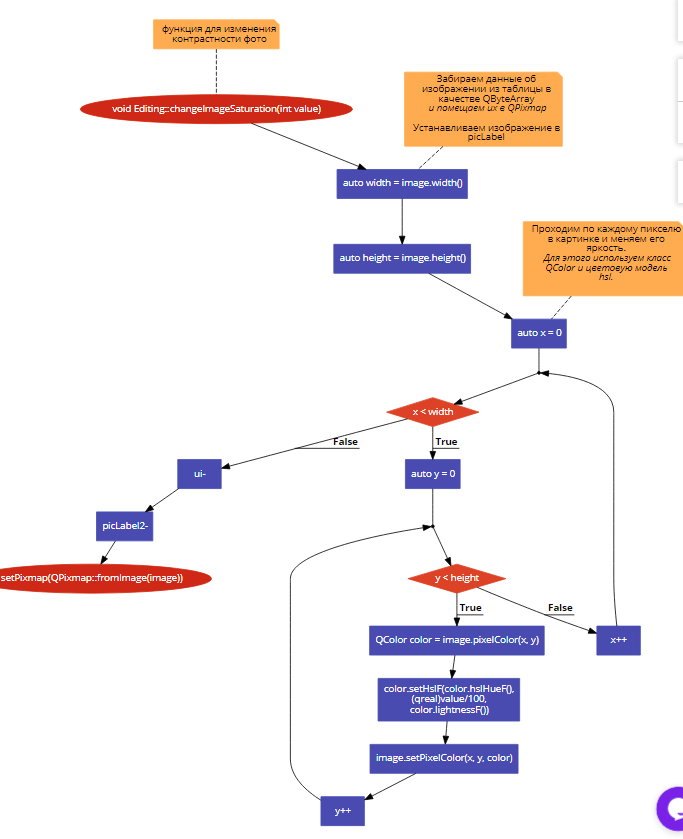 функция для изменения
контрастности фото
void Editing::changeImageSaturation(int value)
Забираем данные об
изображении из таблицы в
качестве QByteArray
и помещаем их в QPixmap
Устанавливаем изображение в
picLabel
auto width = image.width()
auto height = image.height()
Проходим по каждому пикселю
в картинке и меняем его
яркость.
Для этого используем класс
QColor и цветовую модель
hsl.
auto x = 0
x < width
False
True
ui-
auto y = 0
picLabel2-
setPixmap(QPixmap::fromImage(image))
y < height
True
False
QColor color = image.pixelColor(x, y)
x++
color.setHslF(color.hslHueF(),
(qreal)value/100,
color.lightnessF())
image.setPixelColor(x, y, color)
y++